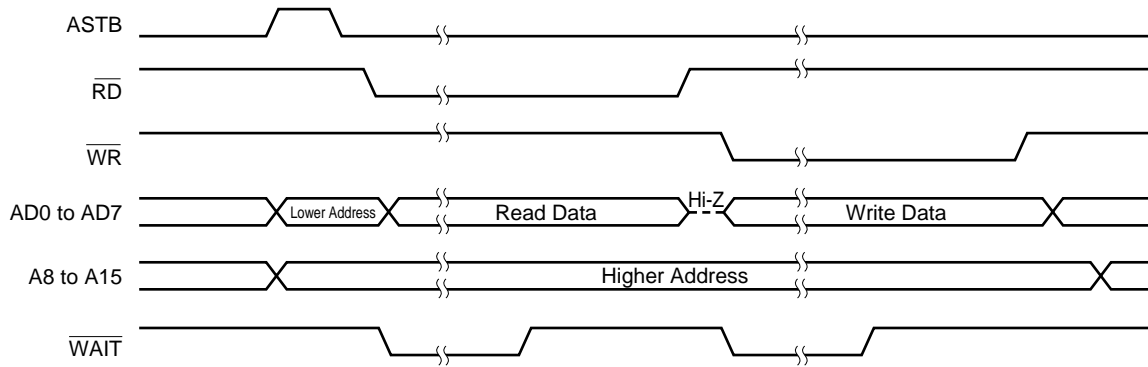 ASTB
RD
WR
Hi-Z
AD0 to AD7 Lower Address Read Data Write Data
A8 to A15 Higher Address
WAIT